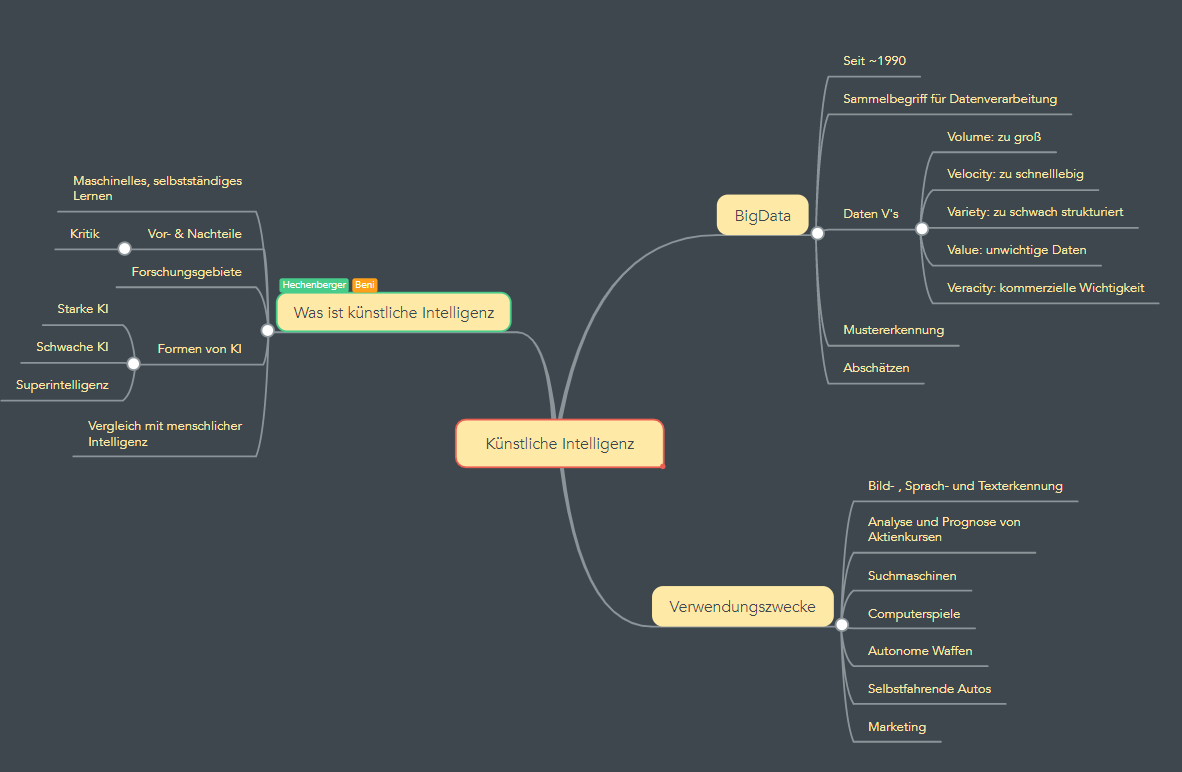 Seit ~1990
Sammelbegriff für Datenverarbeitung
Volume: zu groß
Velocity: zu schnelllebig
Daten V's
Variety: zu schwach strukturiert
Value: unwichtige Daten
Veracity: kommerzielle Wichtigkeit
BigData
Mustererkennung
Abschätzen
Maschinelles, selbstständiges
Lernen
Kritik
Vor- & Nachteile
Forschungsgebiete
Hechenberger
Beni
Was ist künstliche Intelligenz
Starke KI
Schwache KI
Formen von KI
Superintelligenz
Vergleich mit menschlicher
Intelligenz
Künstliche Intelligenz
Bild- , Sprach- und Texterkennung
Analyse und Prognose von
Aktienkursen
Suchmaschinen
Verwendungszwecke
Computerspiele
Autonome Waffen
Selbstfahrende Autos
Marketing